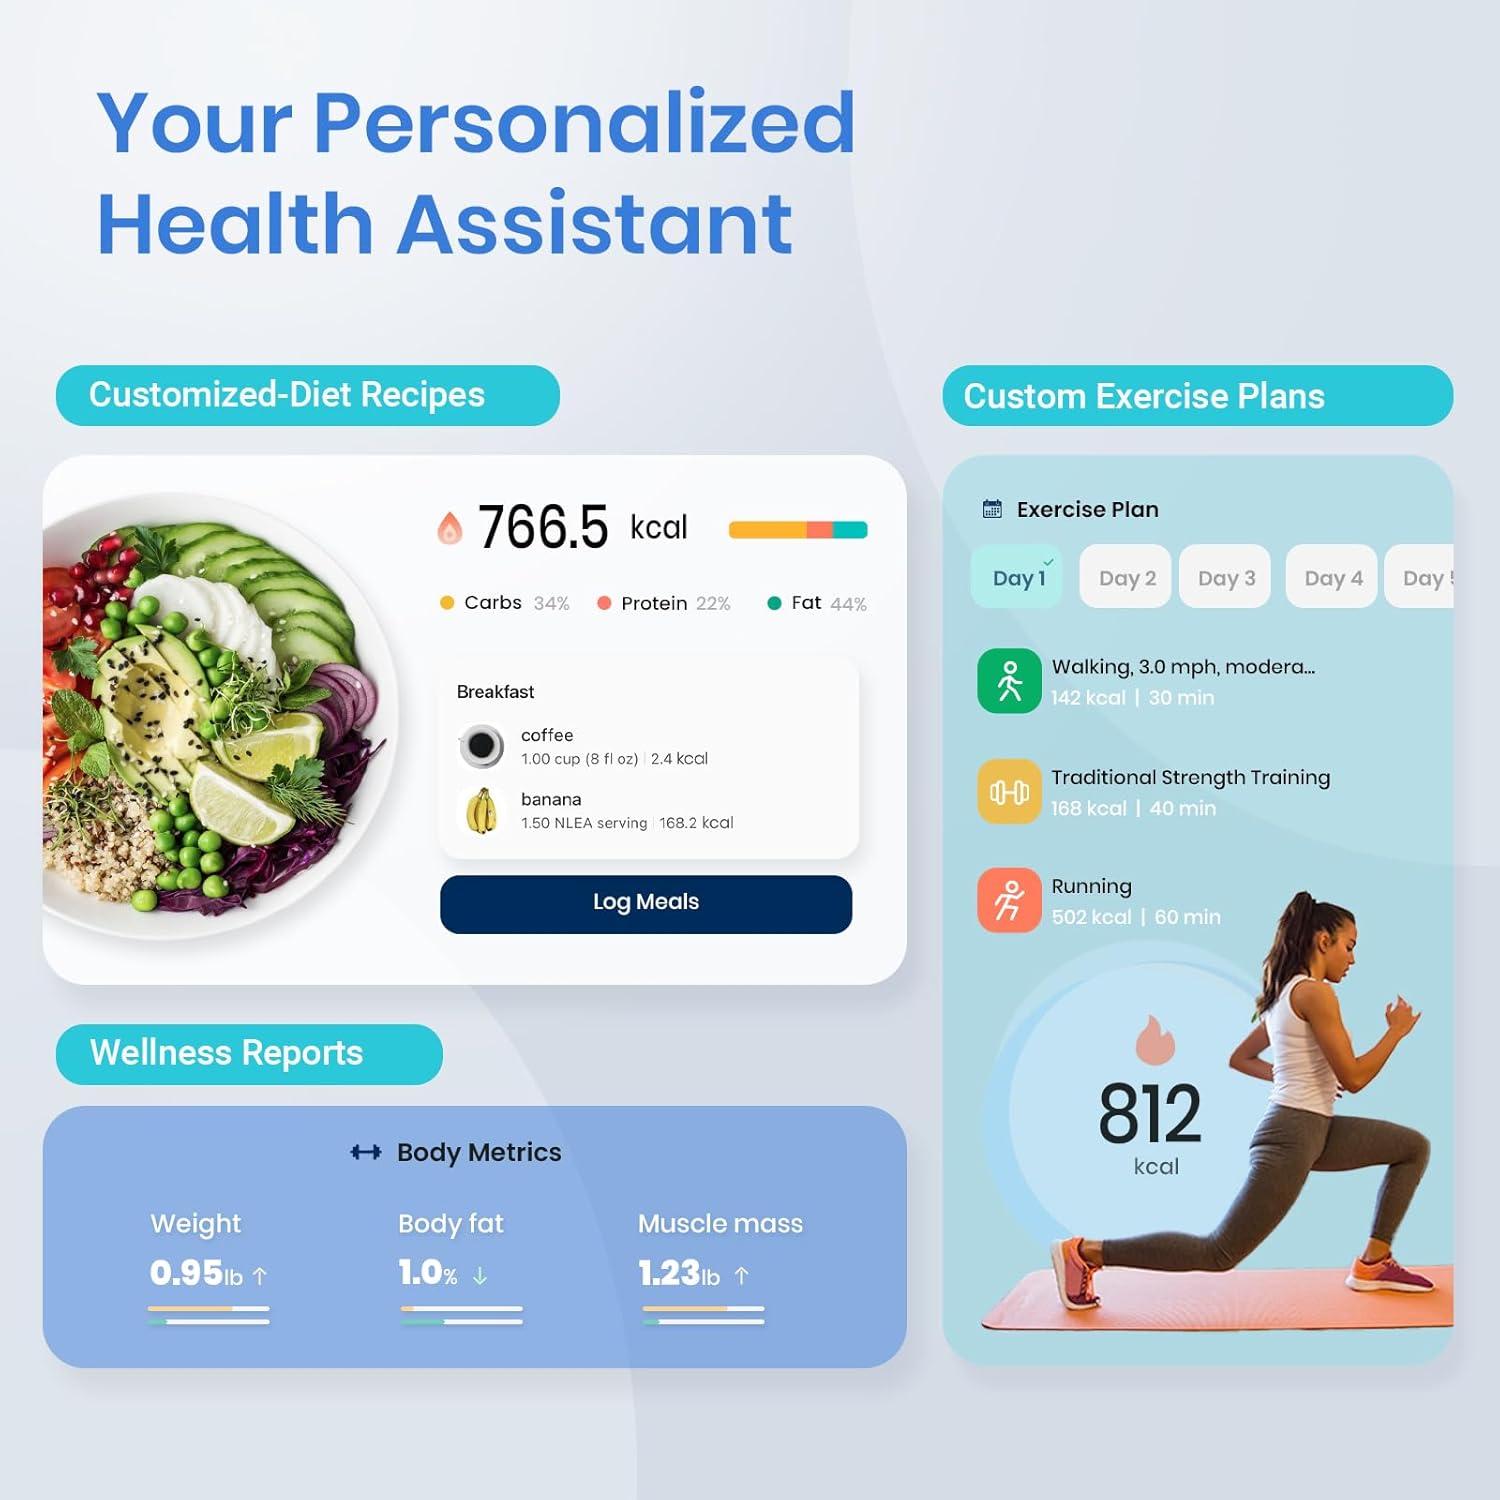 Your Personalized
Health Assistant
Customized-Diet Recipes
766.5 kcal
Carbs 34% Protein 22% Fat 44%
Breakfast
coffee
1.00 cup (8 fl oz) | 2.4 kcal
banana
1.50 NLEA serving | 168.2 kcal
Log Meals
Wellness Reports
Body Metrics
Weight Body fat Muscle mass
0.95lb ↑ 1.0% ↓ 1.23lb ↑
Custom Exercise Plans
Exercise Plan
Day 1 Day 2 Day 3 Day 4 Day
Walking, 3.0 mph, modera...
142 kcal | 30 min
Traditional Strength Training
168 kcal | 40 min
Running
502 kcal | 60 min
812
kcal